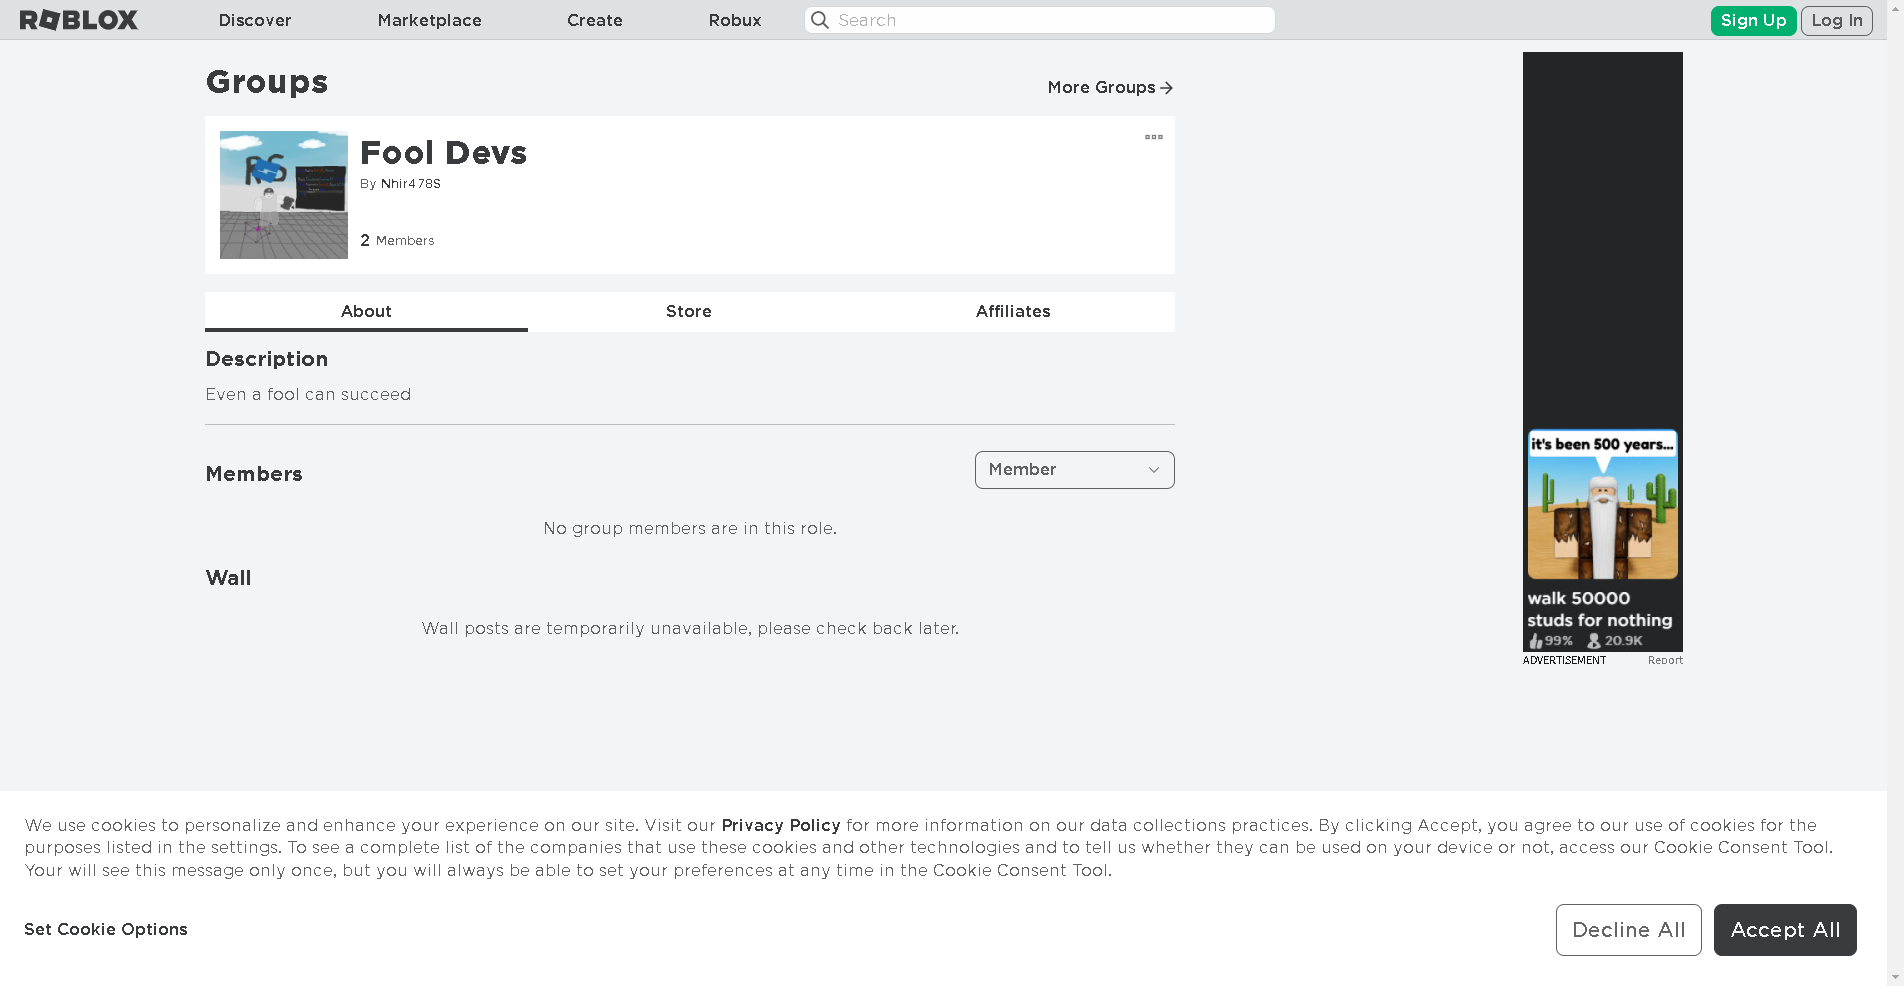 ROBLOX
Discover
Marketplace
Create
Robux
Search
Sign Up
Log In
Groups
More Groups
Fool Devs
By Nhir478S
2 Members
About
Store
Affiliates
Description
Even a fool can succeed
Members
Member
No group members are in this role.
Wall
Wall posts are temporarily unavailable, please check back later.
it's been 500 years...
walk 50000
studs for nothing
99% 20.9K
ADVERTISEMENT
Report
We use cookies to personalize and enhance your experience on our site. Visit our Privacy Policy for more information on our data collections practices. By clicking Accept, you agree to our use of cookies for the
purposes listed in the settings. To see a complete list of the companies that use these cookies and other technologies and to tell us whether they can be used on your device or not, access our Cookie Consent Tool.
Your will see this message only once, but you will always be able to set your preferences at any time in the Cookie Consent Tool.
Set Cookie Options
Decline All
Accept All